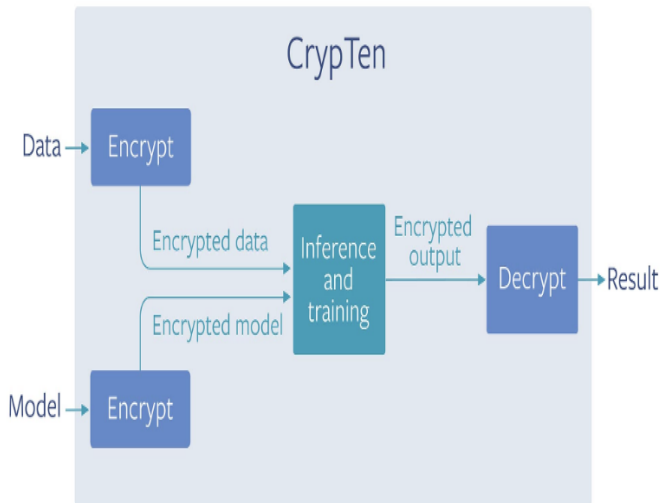 CrypTen
Data
Encrypt
Encrypted data
Inference
and
training
Encrypted
output
Decrypt
Result
Encrypted model
Model
Encrypt